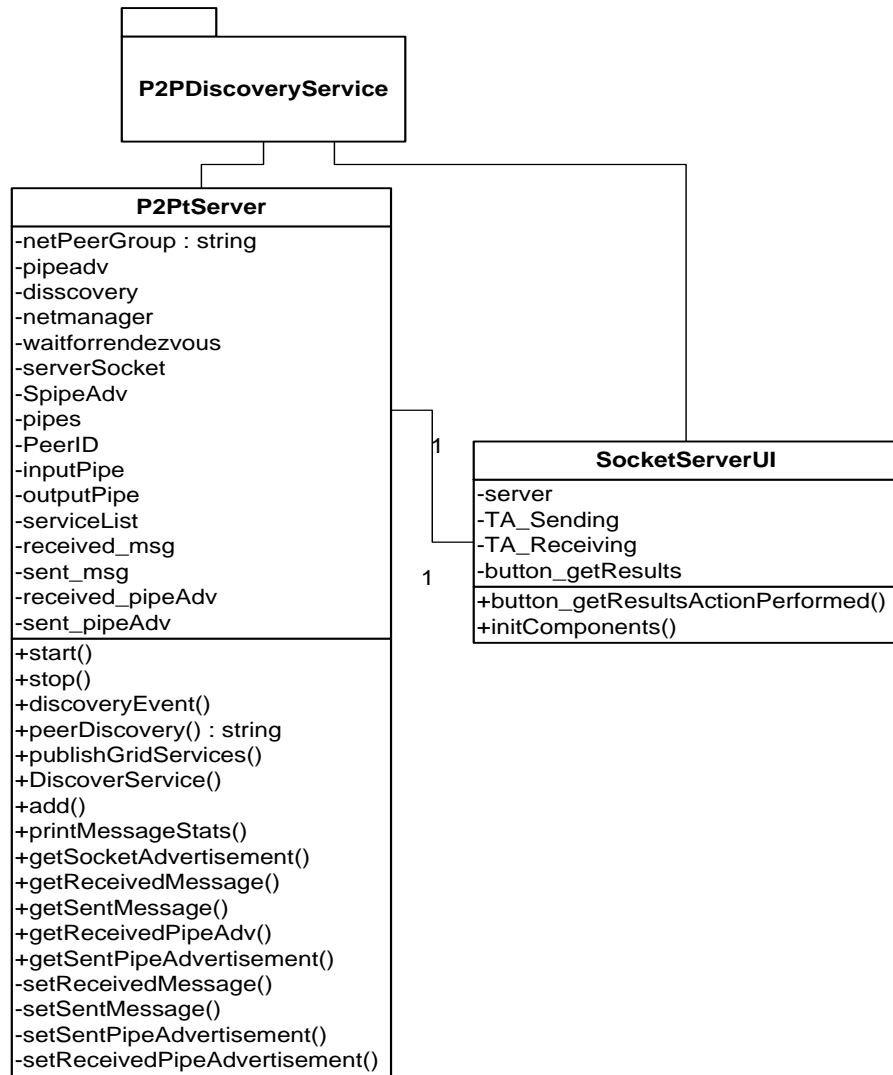 P2PDiscoveryService
P2PtServer
-netPeerGroup : string
-pipeadv
-disscovery
-netmanager
-waitforrendezvous
-serverSocket
-SpipeAdv
-pipes
-PeerID
-inputPipe
-outputPipe
-serviceList
-received_msg
-sent_msg
-received_pipeAdv
-sent_pipeAdv
+start()
+stop()
+discoveryEvent()
+peerDiscovery() : string
+publishGridServices()
+DiscoverService()
+add()
+printMessageStats()
+getSocketAdvertisement()
+getReceivedMessage()
+getSentMessage()
+getReceivedPipeAdv()
+getSentPipeAdvertisement()
-setReceivedMessage()
-setSentMessage()
-setSentPipeAdvertisement()
-setReceivedPipeAdvertisement()
1
1
SocketServerUI
-server
-TA_Sending
-TA_Receiving
-button_getResults
+button_getResultsActionPerformed()
+initComponents()